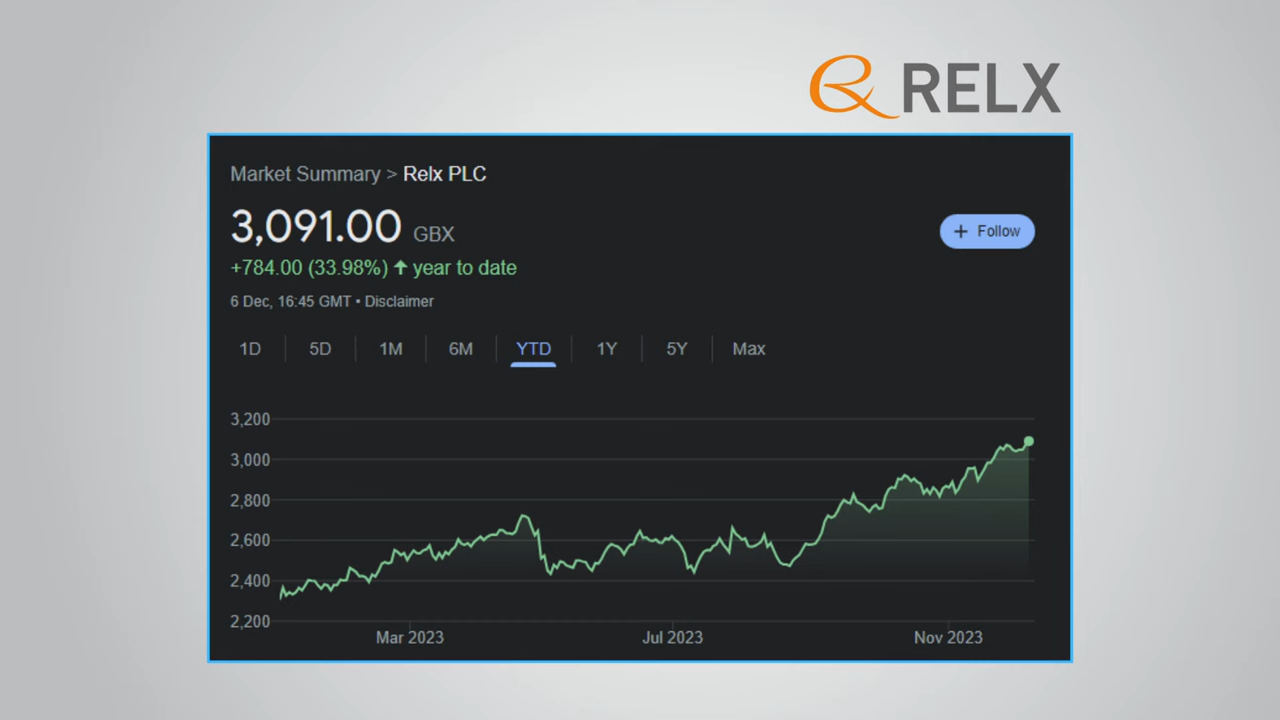 RELX
Market Summary > Relx PLC
3,091.00 GBX
+ Follow
+784.00 (33.98%) ↑ year to date
6 Dec, 16:45 GMT • Disclaimer
1D 5D 1M 6M YTD 1Y 5Y Max
3,200
3,000
2,800
2,600
2,400
2,200
Mar 2023 Jul 2023 Nov 2023